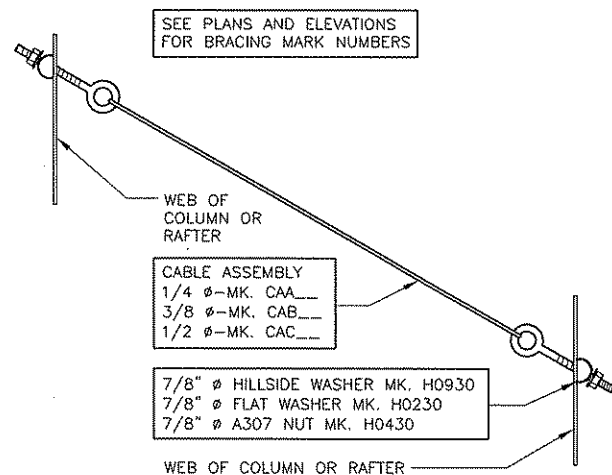 SEE PLANS AND ELEVATIONS
FOR BRACING MARK NUMBERS
WEB OF
COLUMN OR
RAFTER
CABLE ASSEMBLY
1/4 ø-MK. CAA__
3/8 ø-MK. CAB__
1/2 ø-MK. CAC__
7/8" ø HILLSIDE WASHER MK. H0930
7/8" ø FLAT WASHER MK. H0230
7/8" ø A307 NUT MK. H0430
WEB OF COLUMN OR RAFTER